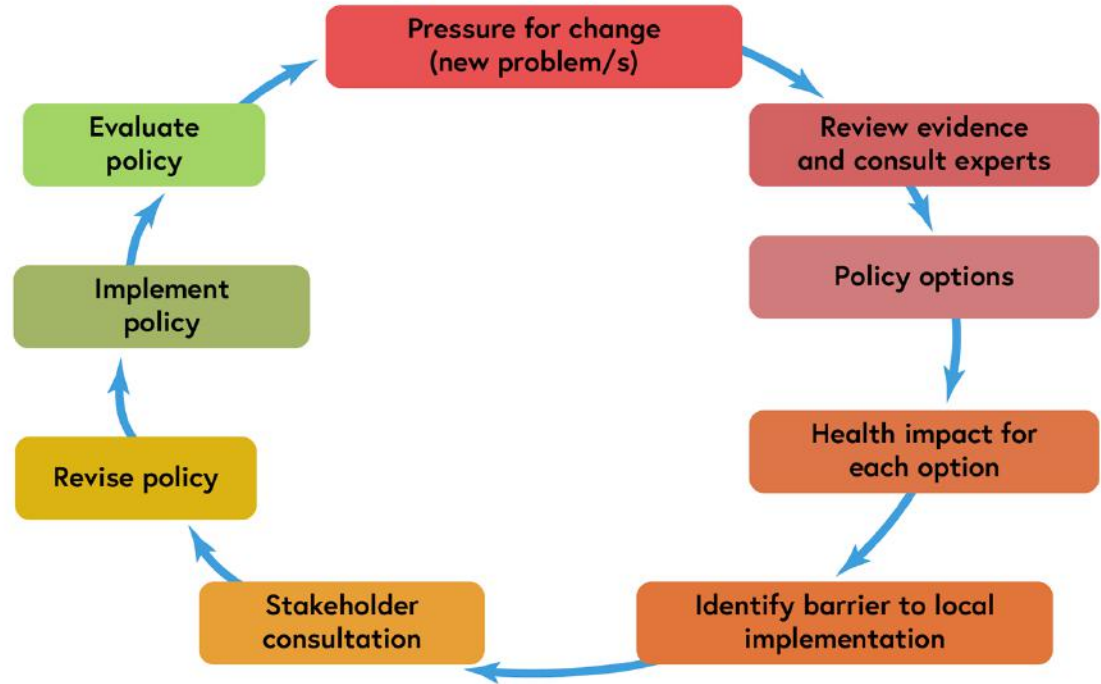 Pressure for change
(new problem/s)
Review evidence
and consult experts
Policy options
Health impact for
each option
Identify barrier to local
implementation
Stakeholder
consultation
Revise policy
Implement
policy
Evaluate
policy